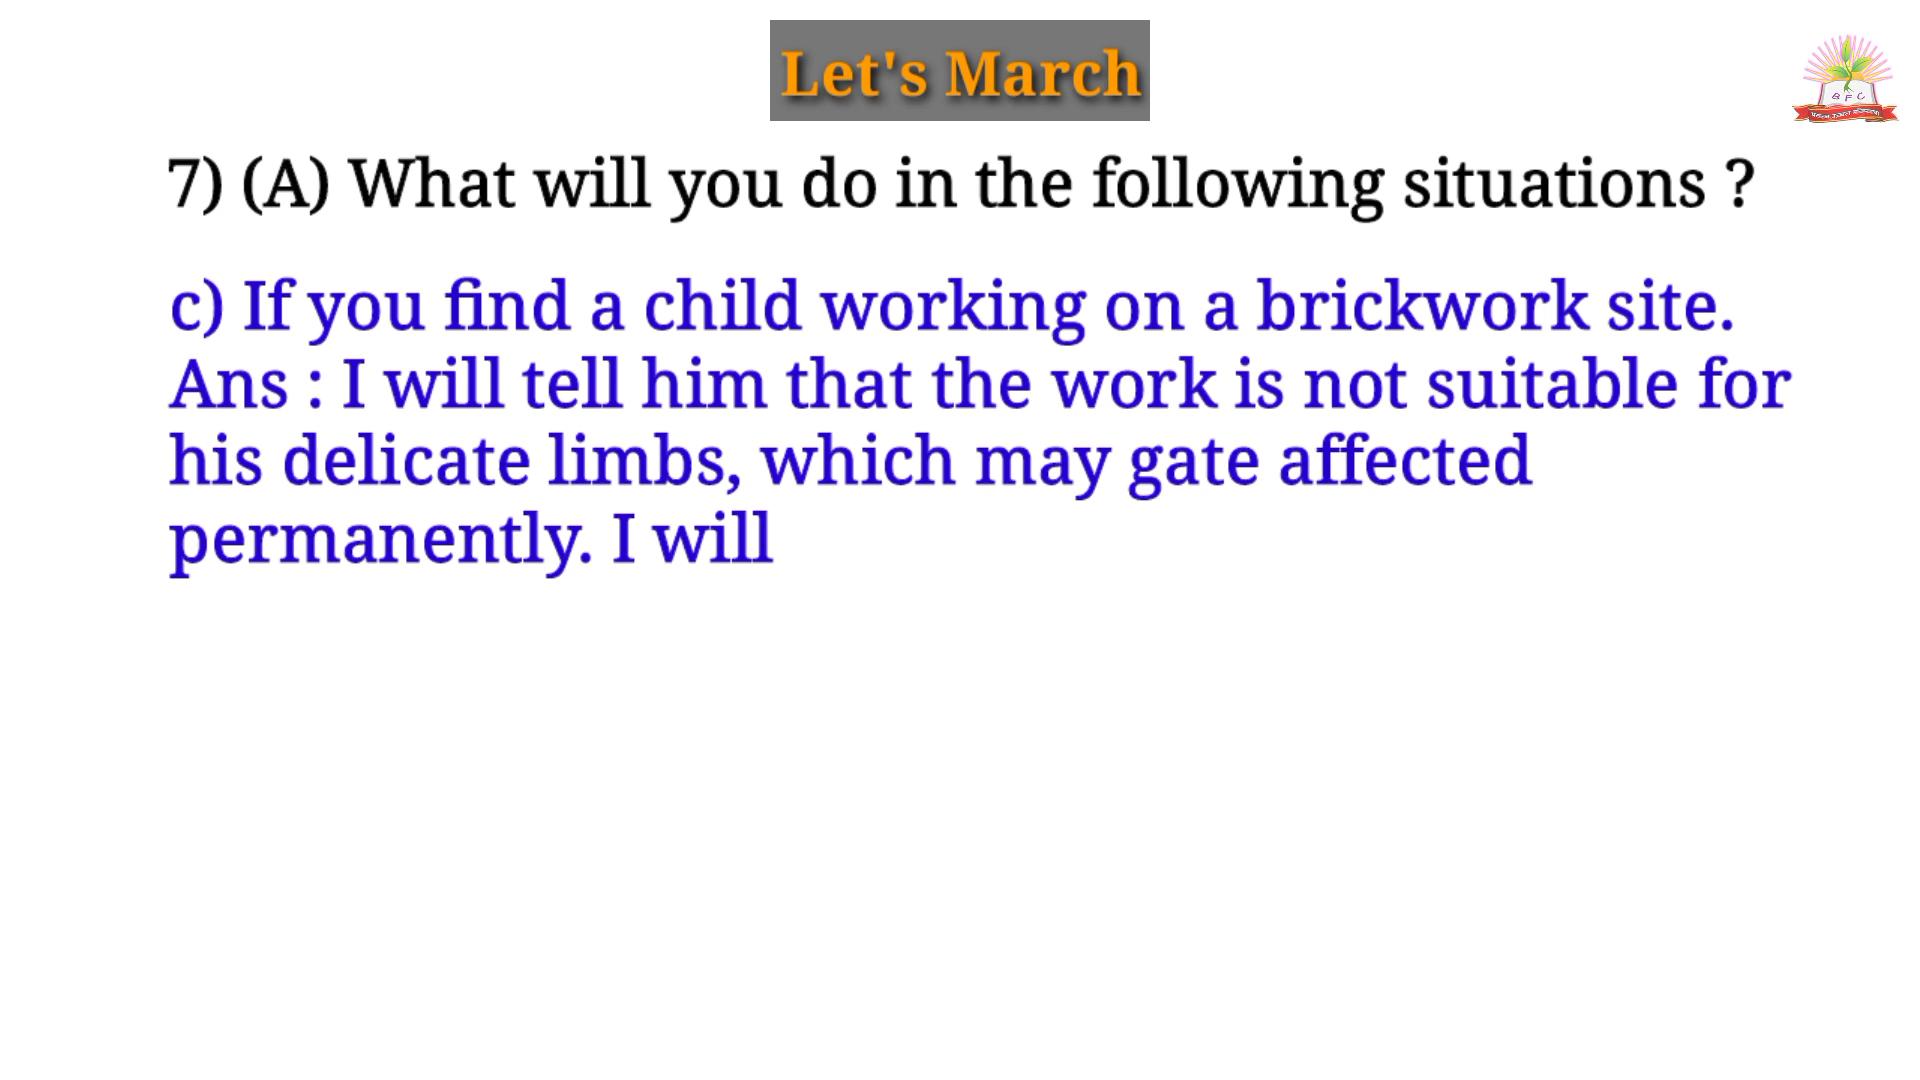 Let's March
7) (A) What will you do in the following situations ?
c) If you find a child working on a brickwork site.
Ans : I will tell him that the work is not suitable for
his delicate limbs, which may gate affected
permanently. I will
B F C